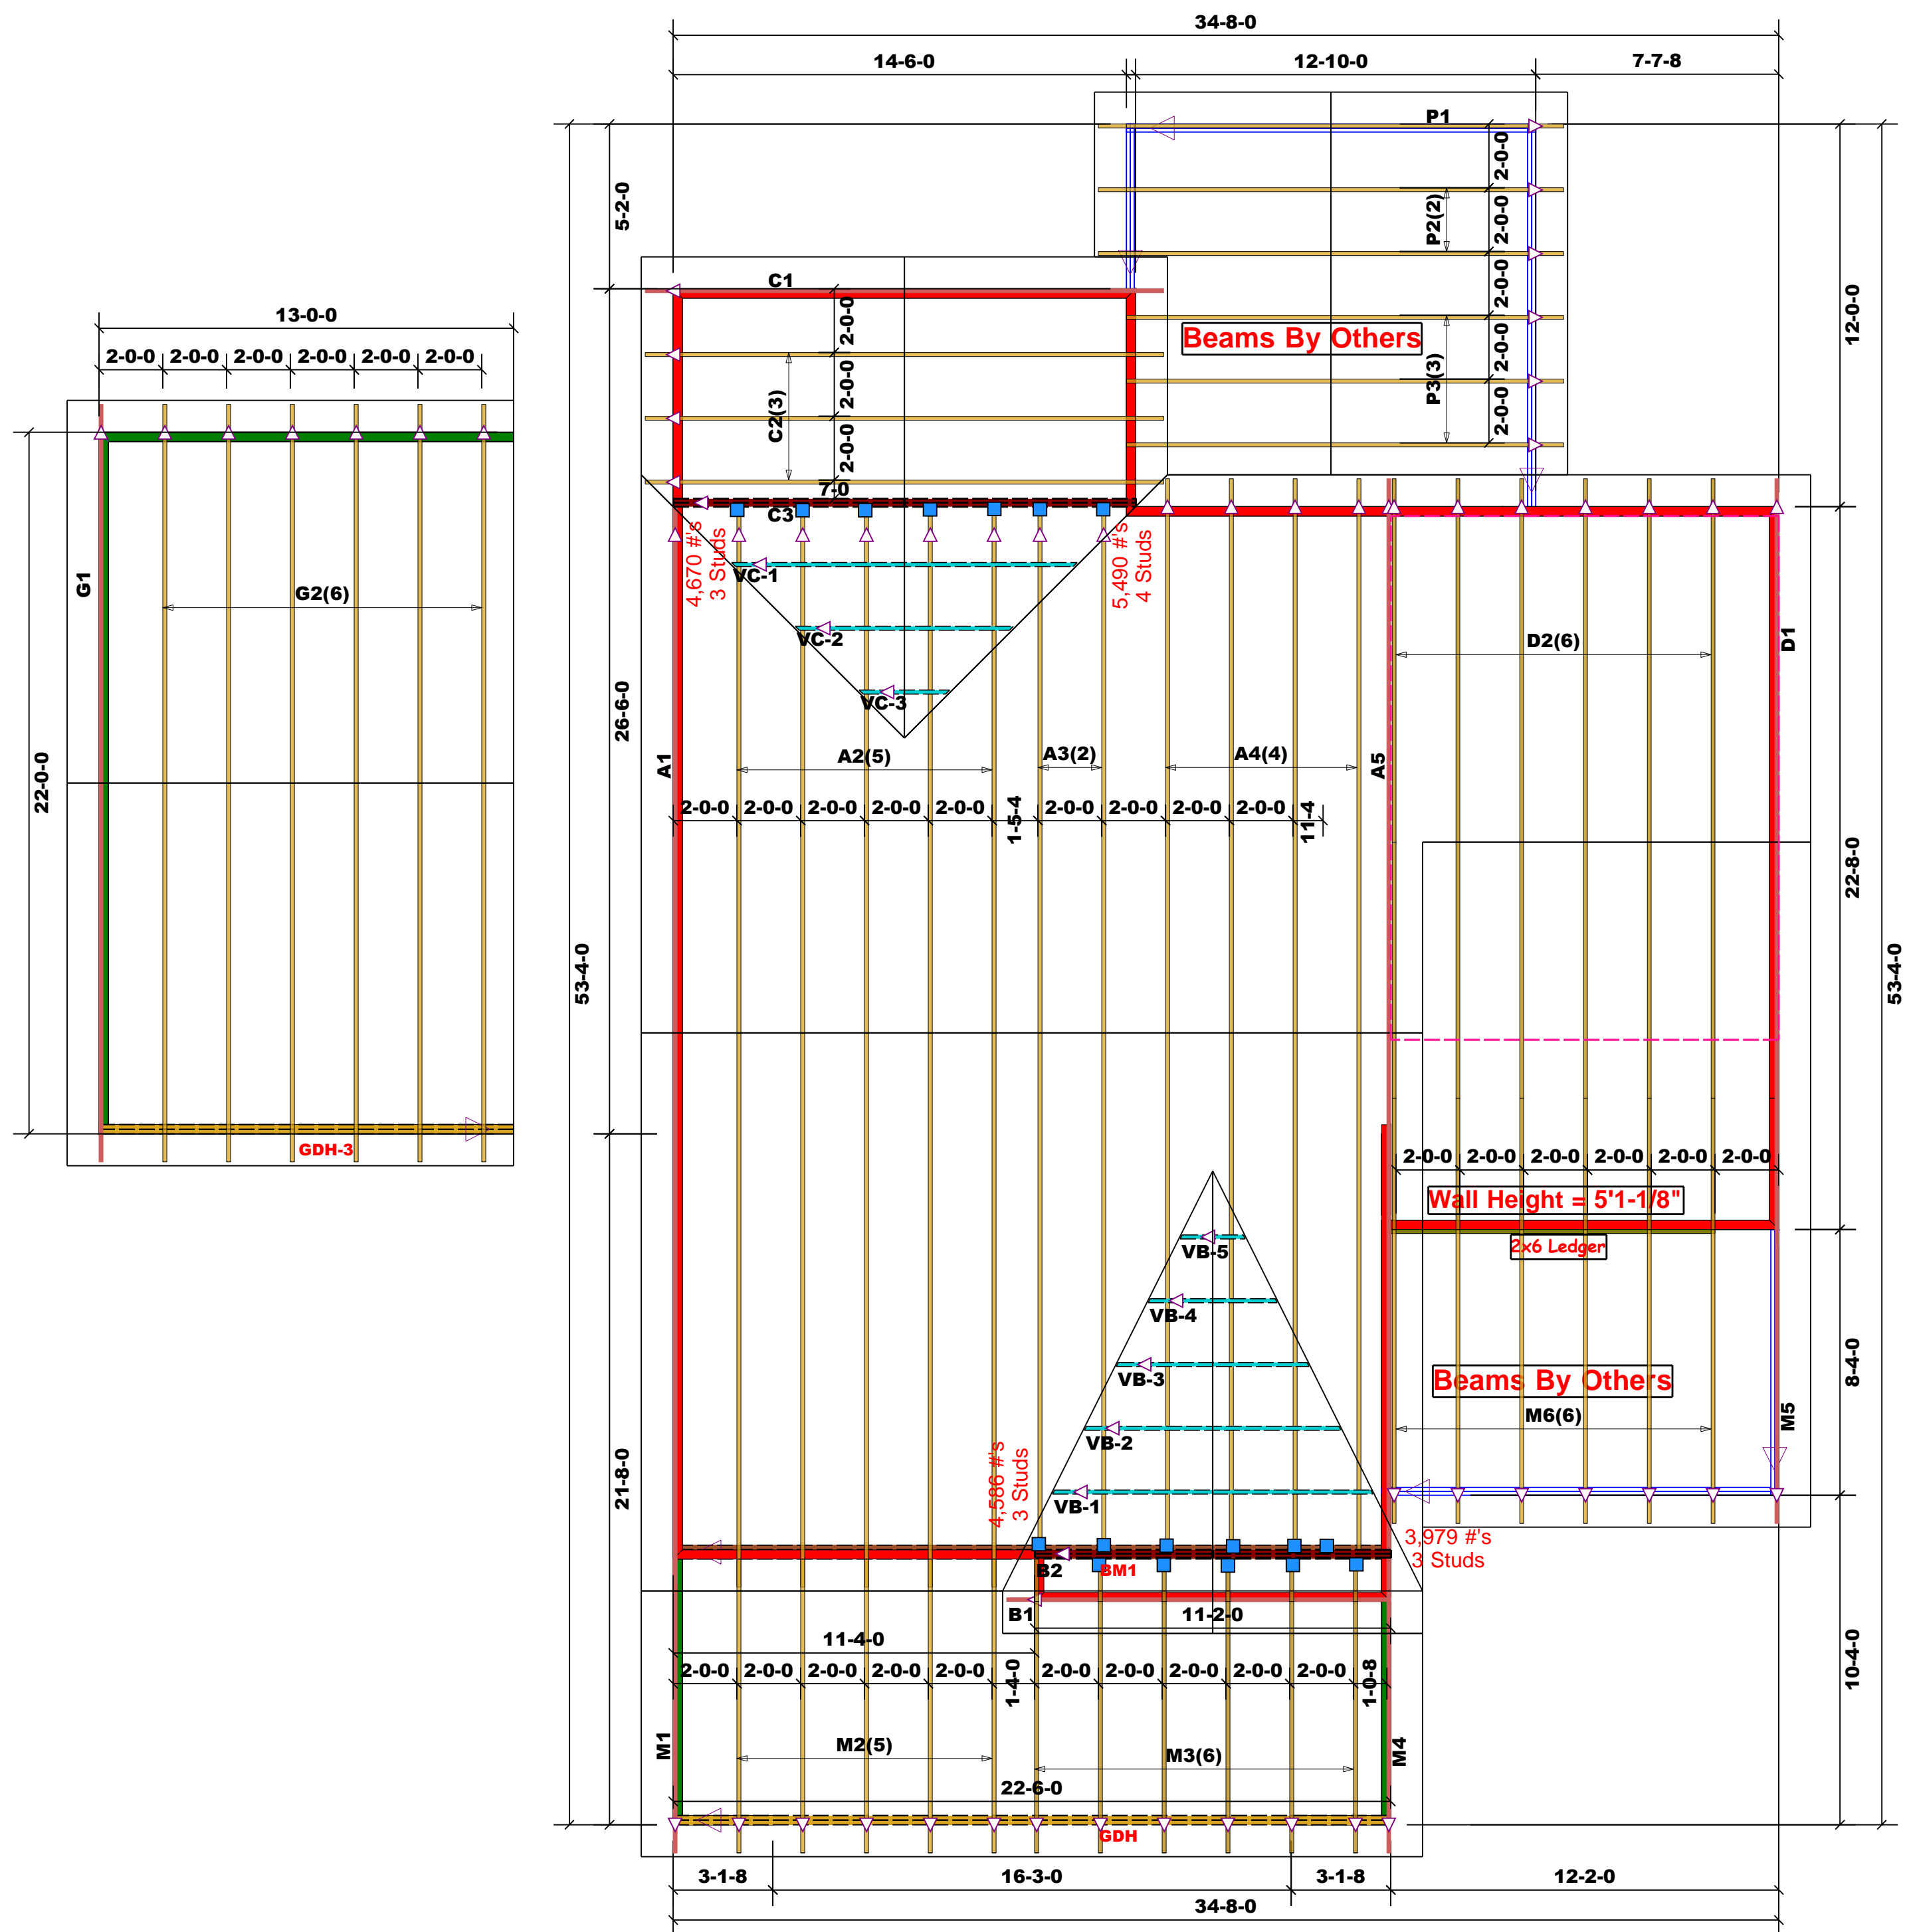 34-8-0
14-6-0
12-10-0
7-7-8
P1
2-0-0
2-0-0
2-0-0
2-0-0
2-0-0
P2(2)
P3(3)
Beams By Others
5-2-0
12-0-0
C1
2-0-0
2-0-0
2-0-0
C2(3)
7-0
C3
13-0-0
2-0-0 2-0-0 2-0-0 2-0-0 2-0-0 2-0-0
G1
G2(6)
22-0-0
GDH-3
4,670 #'s
3 Studs
5,490 #'s
4 Studs
VC-1
VC-2
VC-3
D2(6)
D1
26-6-0
53-4-0
A1
A2(5)
A3(2)
A4(4)
A5
2-0-0 2-0-0 2-0-0 2-0-0 2-0-0 1-5-4 2-0-0 2-0-0 2-0-0 2-0-0 11-4
22-8-0
53-4-0
2-0-0 2-0-0 2-0-0 2-0-0 2-0-0 2-0-0
Wall Height = 5'1-1/8"
2x6 Ledger
VB-5
VB-4
VB-3
VB-2
VB-1
Beams By Others
M6(6)
M5
8-4-0
21-8-0
4,586 #'s
3 Studs
3,979 #'s
3 Studs
B2
BM1
B1
11-2-0
11-4-0
2-0-0 2-0-0 2-0-0 2-0-0 2-0-0 1-4-0 2-0-0 2-0-0 2-0-0 2-0-0 2-0-0 1-0-8
10-4-0
M1
M2(5)
M3(6)
M4
22-6-0
GDH
3-1-8
16-3-0
3-1-8
12-2-0
34-8-0